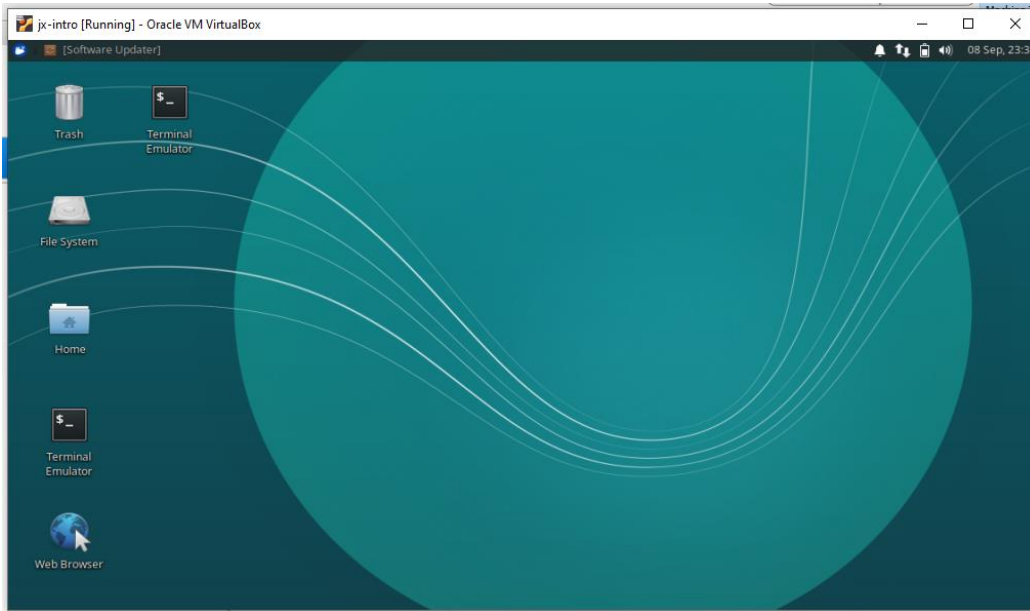 jx-intro [Running] - Oracle VM VirtualBox
[Software Updater]
08 Sep, 23:3
Trash
$_
Terminal
Emulator
File System
Home
$_
Terminal
Emulator
Web Browser